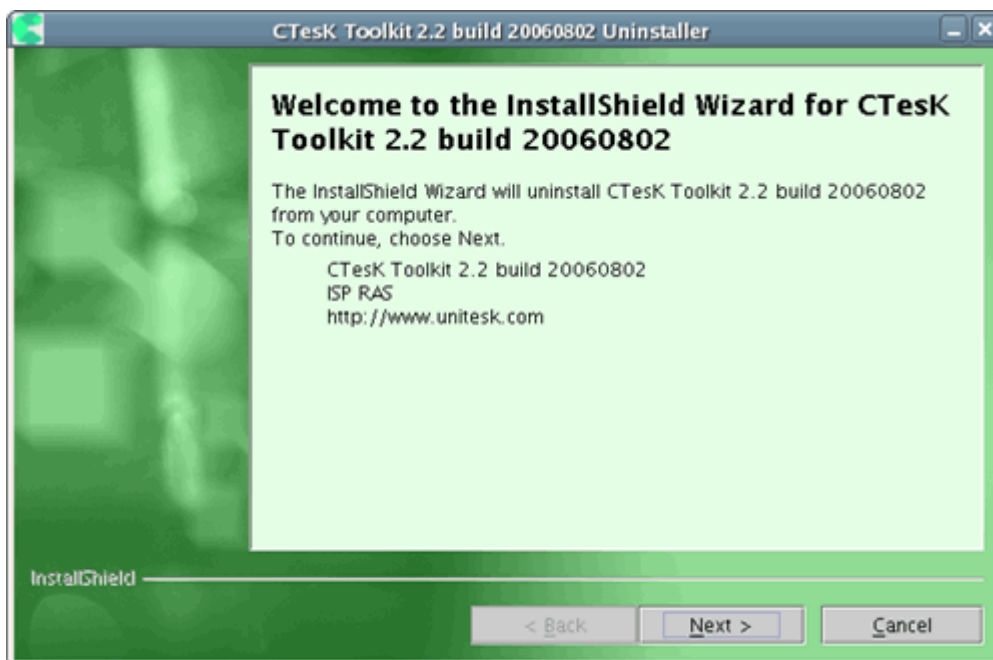 CTesK Toolkit 2.2 build 20060802 Uninstaller
Welcome to the InstallShield Wizard for CTesK
Toolkit 2.2 build 20060802
The InstallShield Wizard will uninstall CTesK Toolkit 2.2 build 20060802
from your computer.
To continue, choose Next.
CTesK Toolkit 2.2 build 20060802
ISP RAS
http://www.unitesk.com
InstallShield
< Back
Next >
Cancel